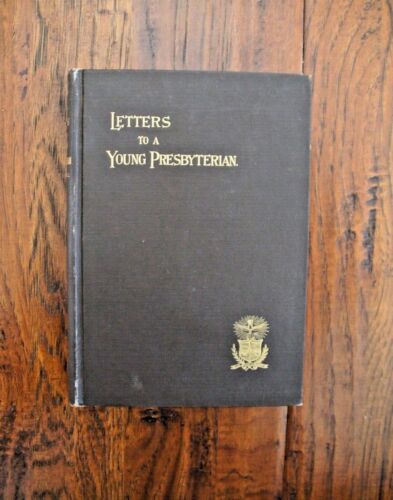 LETTERS
TO A
YOUNG PRESBYTERIAN.